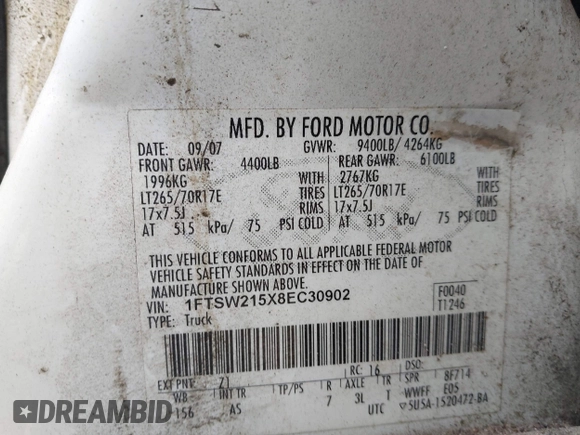 MFD. BY FORD MOTOR CO.
DATE: 09/07 GVWR: 9400LB/ 4264KG
FRONT GAWR: 4400LB REAR GAWR: 6100LB
1996KG WITH 2767KG WITH
LT265/70R17E TIRES LT265/70R17E TIRES
17x7.5J RIMS 17x7.5J RIMS
AT 515 kPa/ 75 PSI COLD AT 515 kPa/ 75 PSI COLD
THIS VEHICLE CONFORMS TO ALL APPLICABLE FEDERAL MOTOR
VEHICLE SAFETY STANDARDS IN EFFECT ON THE DATE OF
MANUFACTURE SHOWN ABOVE.
VIN: 1FTSW215X8EC30902 F0040
TYPE: Truck T1246
RC: 16 DSO:
EXT PNT: Z1
WB INT TR TP/PS R AXLE TR SPR 8F714
156 AS 7 3L T WWFF E05
UTC 5U5A-1520472-BA
DREAMBID